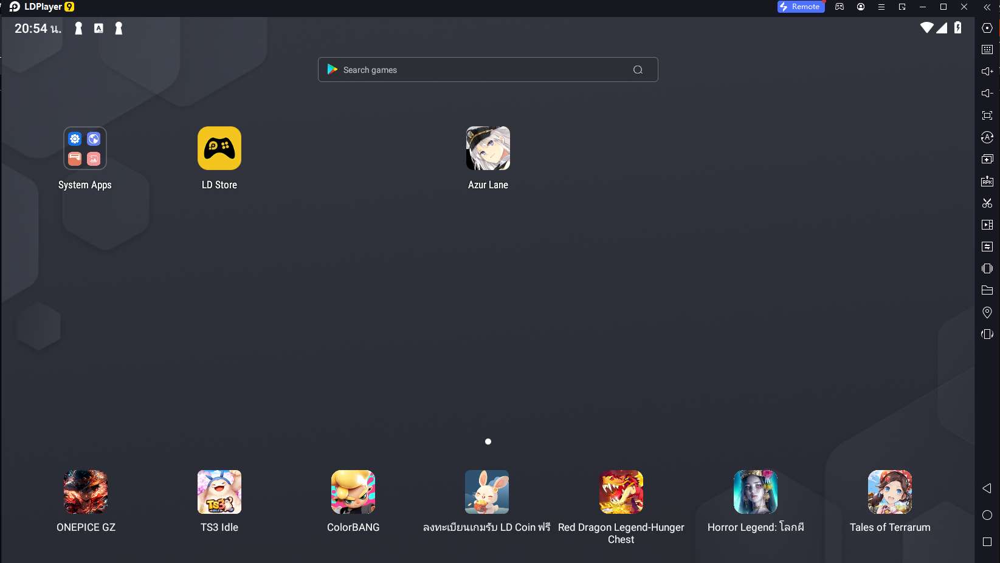 LDPlayer 9
Remote
20:54 น.
A
Search games
System Apps
LD Store
Azur Lane
A
APK
TS3
ONEPICE GZ
TS3 Idle
ColorBANG
ลงทะเบียนเกมรับ LD Coin ฟรี
Red Dragon Legend-Hunger
Chest
Horror Legend: โลกผี
Tales of Terrarum